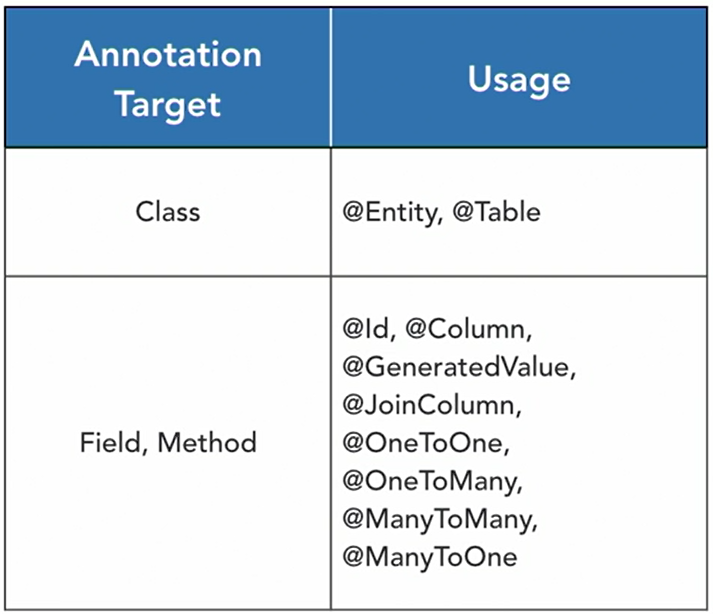 Annotation
Target
Usage
Class
@Entity, @Table
Field, Method
@Id, @Column,
@GeneratedValue,
@JoinColumn,
@OneToOne,
@OneToMany,
@ManyToMany,
@ManyToOne